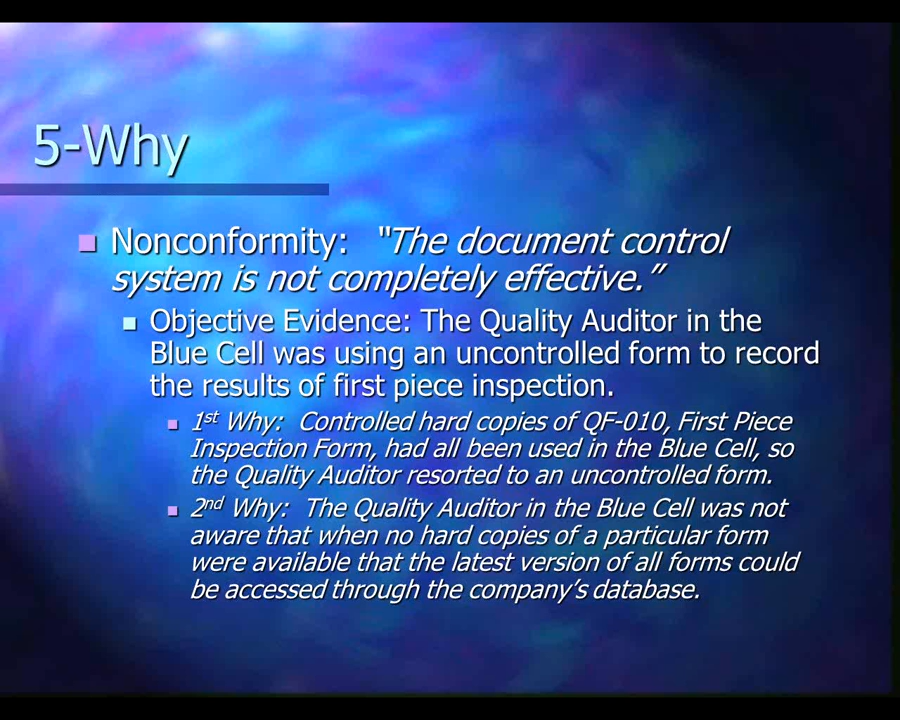 5-Why
Nonconformity: “The document control
system is not completely effective.”
Objective Evidence: The Quality Auditor in the
Blue Cell was using an uncontrolled form to record
the results of first piece inspection.
1st Why: Controlled hard copies of QF-010, First Piece
Inspection Form, had all been used in the Blue Cell, so
the Quality Auditor resorted to an uncontrolled form.
2nd Why: The Quality Auditor in the Blue Cell was not
aware that when no hard copies of a particular form
were available that the latest version of all forms could
be accessed through the company’s database.